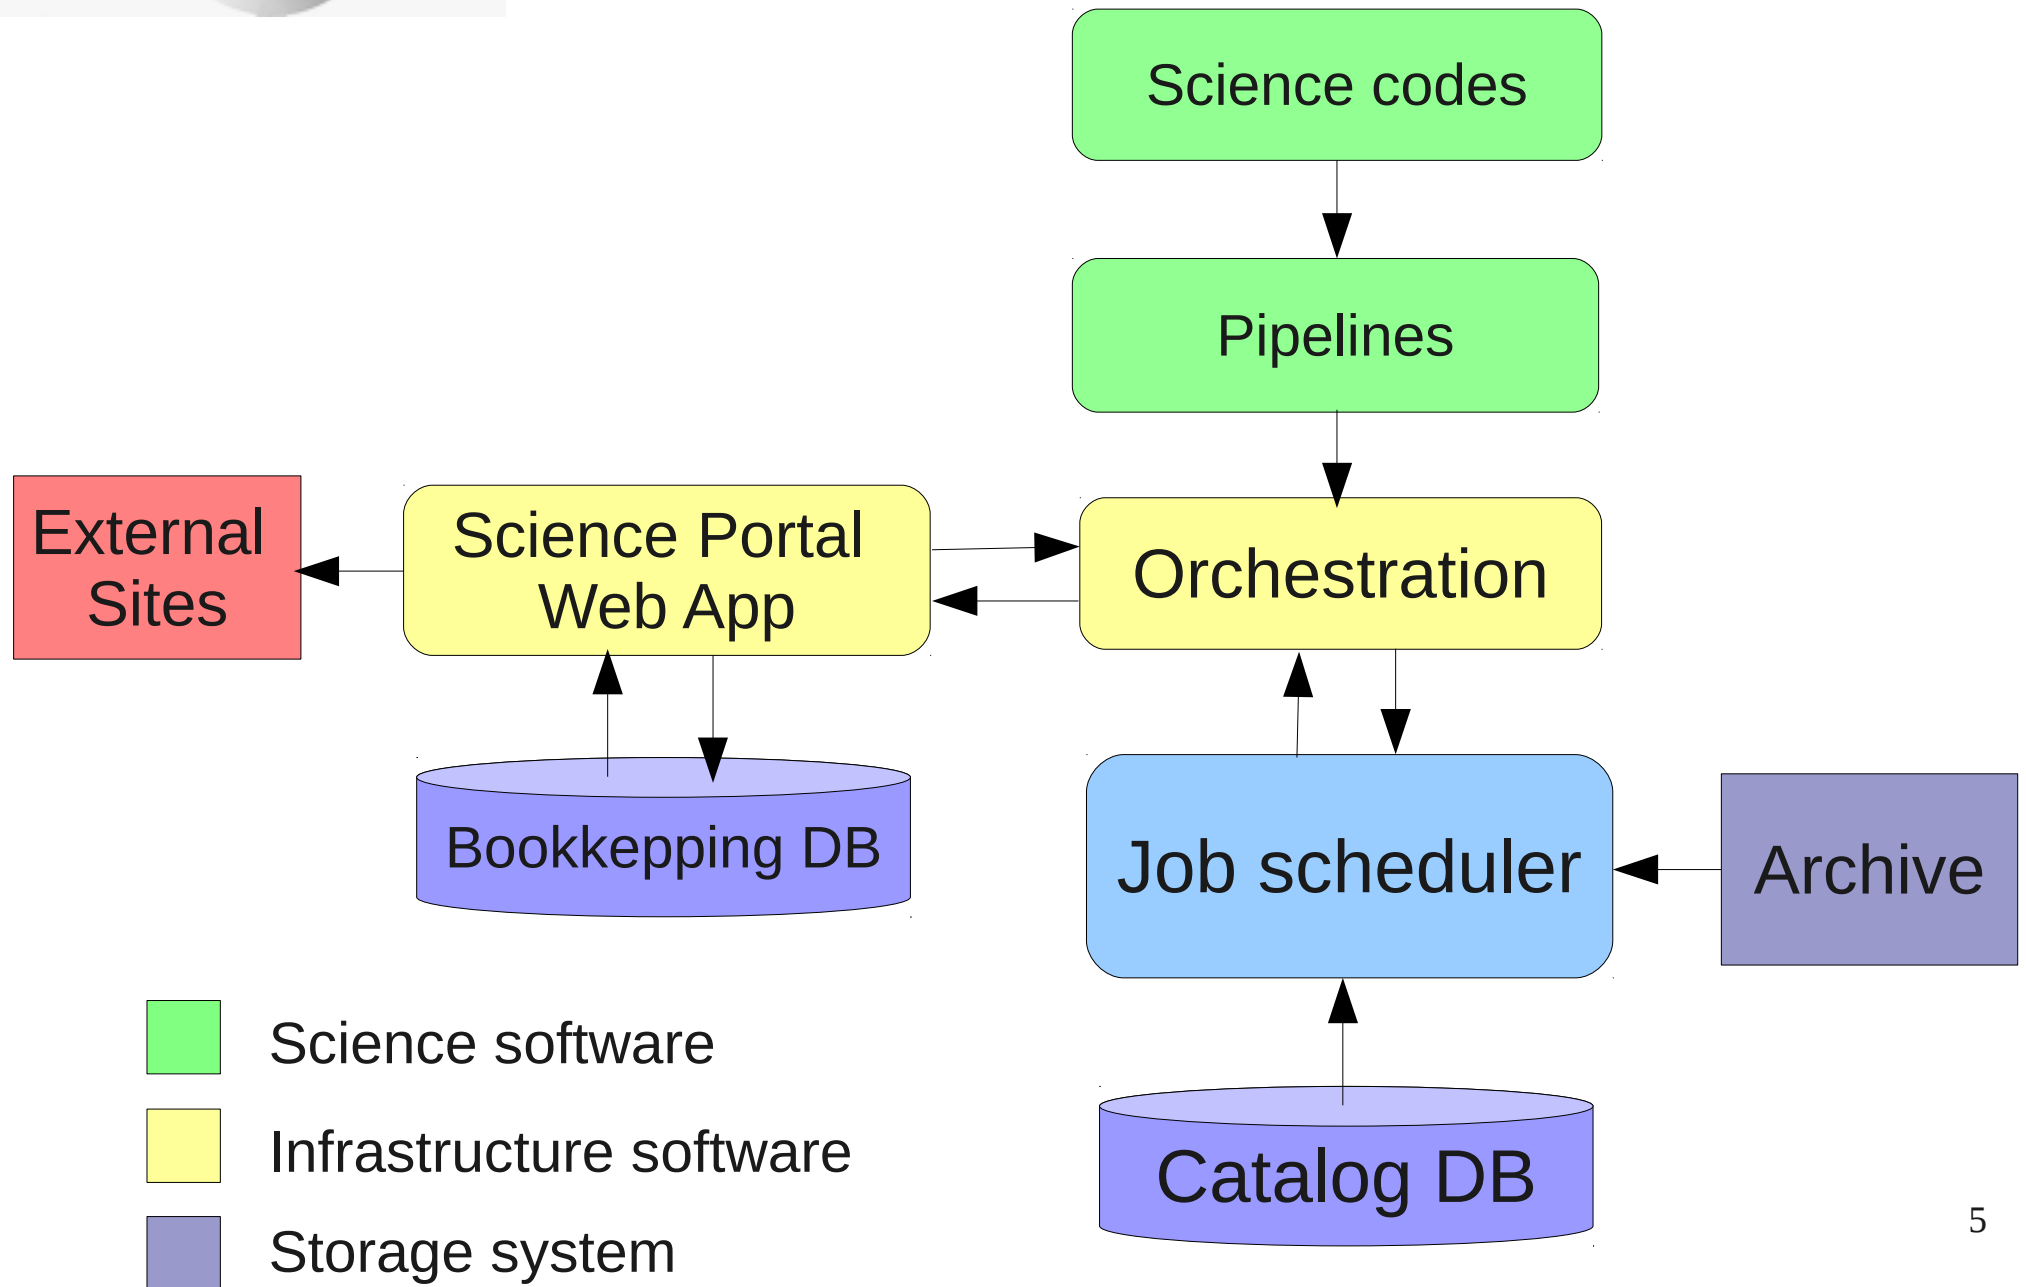 Science codes
Pipelines
External
Sites
Science Portal
Web App
Orchestration
Bookkepping DB
Job scheduler
Archive
Catalog DB
Science software
Infrastructure software
Storage system
5